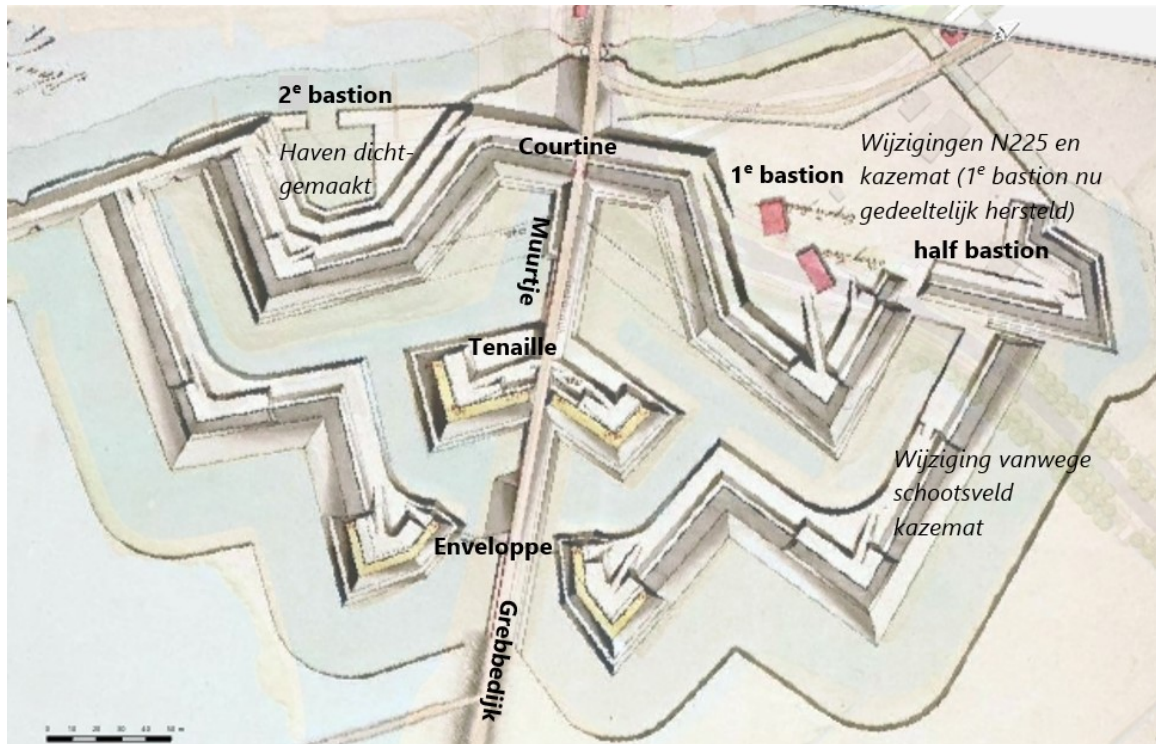 2e bastion
Haven dicht-
gemaakt
Courtine
1e bastion
Wijzigingen N225 en
kazemat (1e bastion nu
gedeeltelijk hersteld)
half bastion
Muurtje
Tenaille
Wijziging vanwege
schootsveld
kazemat
Enveloppe
Grebbedijk
0 10 20 30 40 50 m